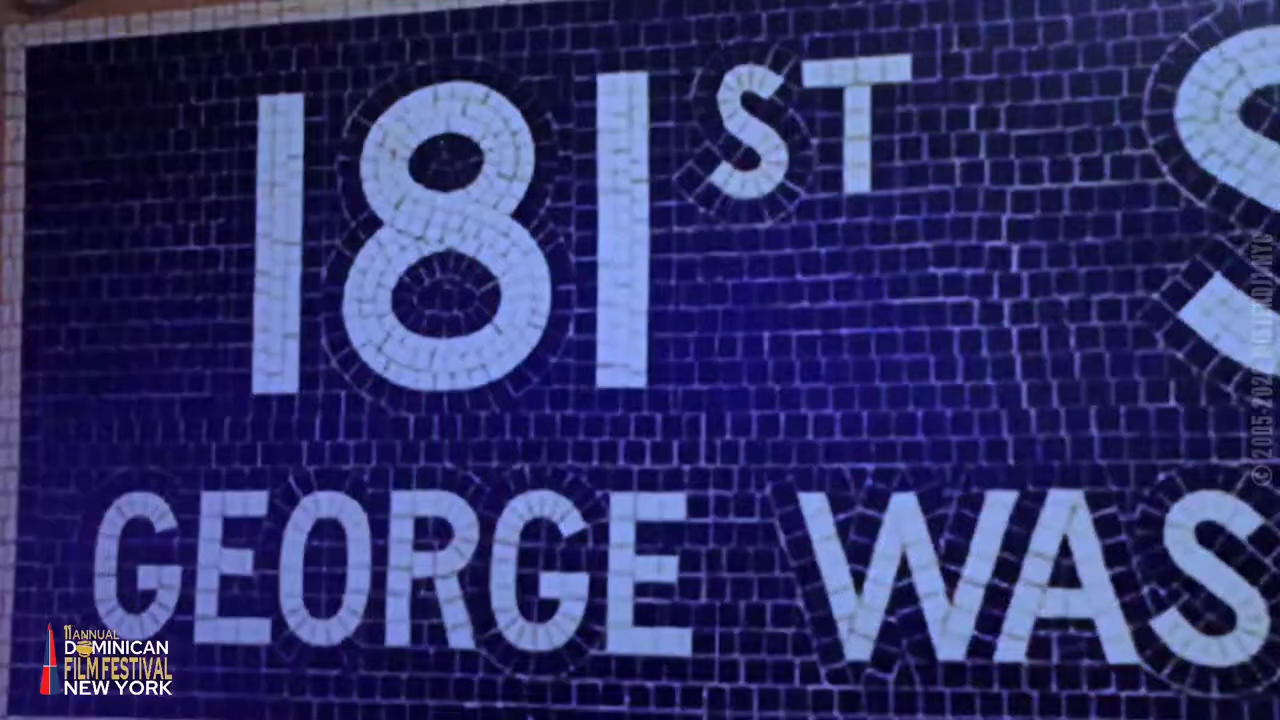 181ST S
GEORGE WAS
11 ANNUAL
DOMINICAN
FILM FESTIVAL
NEW YORK